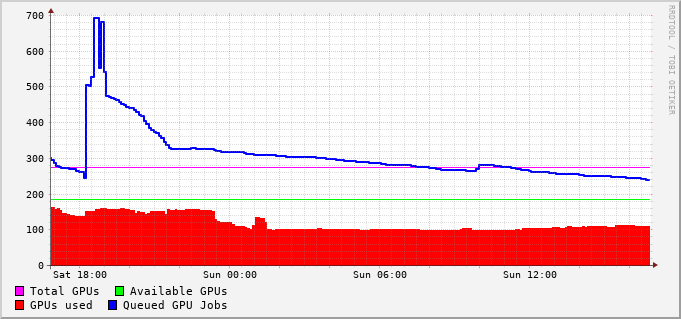 700
600
500
400
300
200
100
0
Sat 18:00 Sun 00:00 Sun 06:00 Sun 12:00
Total GPUs Available GPUs
GPUs used Queued GPU Jobs
RRDTOOL / TOBI OETIKER